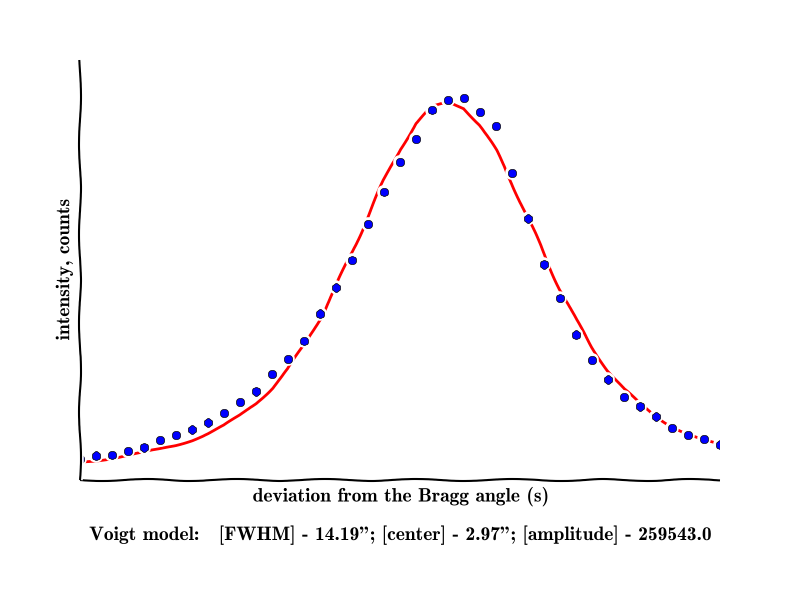 intensity, counts
deviation from the Bragg angle (s)
Voigt model: [FWHM] - 14.19”; [center] - 2.97”; [amplitude] - 259543.0